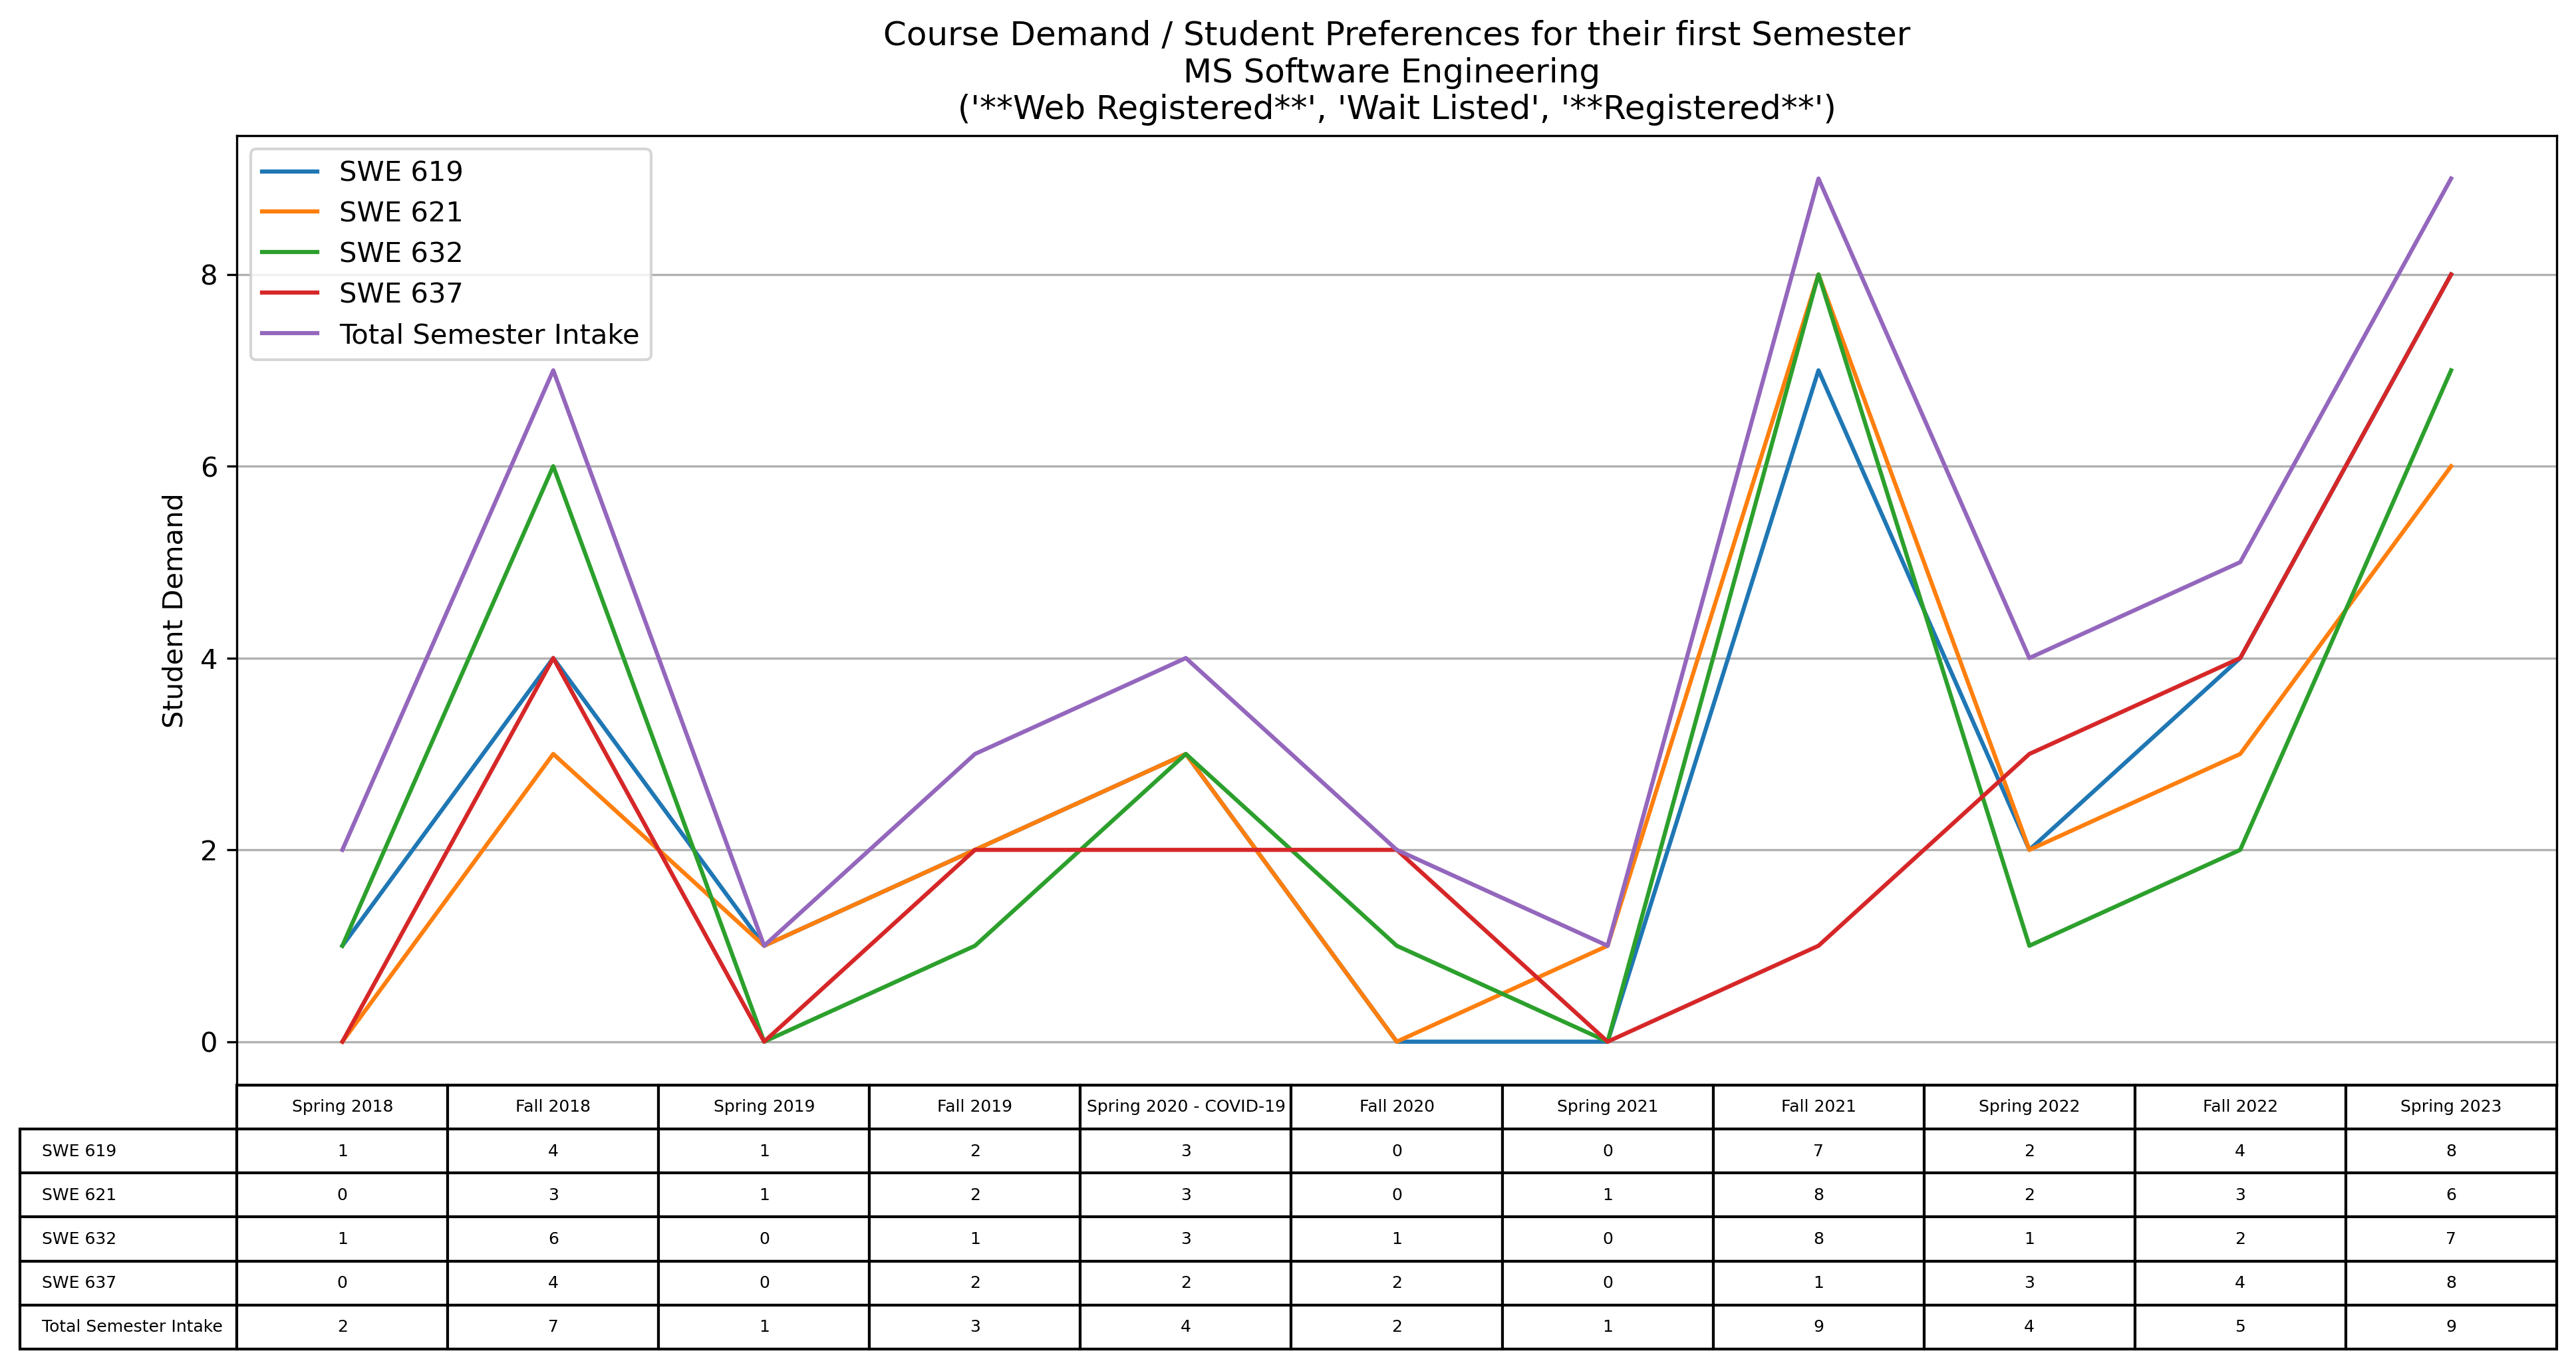 Course Demand / Student Preferences for their first Semester
MS Software Engineering
('**Web Registered**', 'Wait Listed', '**Registered**')
SWE 619
SWE 621
SWE 632
SWE 637
Total Semester Intake
8
6
4
2
0
Student Demand
Spring 2018 Fall 2018 Spring 2019 Fall 2019 Spring 2020 - COVID-19 Fall 2020 Spring 2021 Fall 2021 Spring 2022 Fall 2022 Spring 2023
SWE 619 1 4 1 2 3 0 0 7 2 4 8
SWE 621 0 3 1 2 3 0 1 8 2 3 6
SWE 632 1 6 0 1 3 1 0 8 1 2 7
SWE 637 0 4 0 2 2 2 0 1 3 4 8
Total Semester Intake 2 7 1 3 4 2 1 9 4 5 9